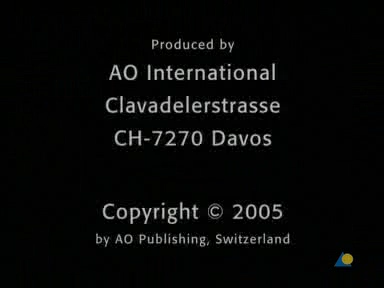 Produced by
AO International
Clavadelerstrasse
CH-7270 Davos
Copyright © 2005
by AO Publishing, Switzerland